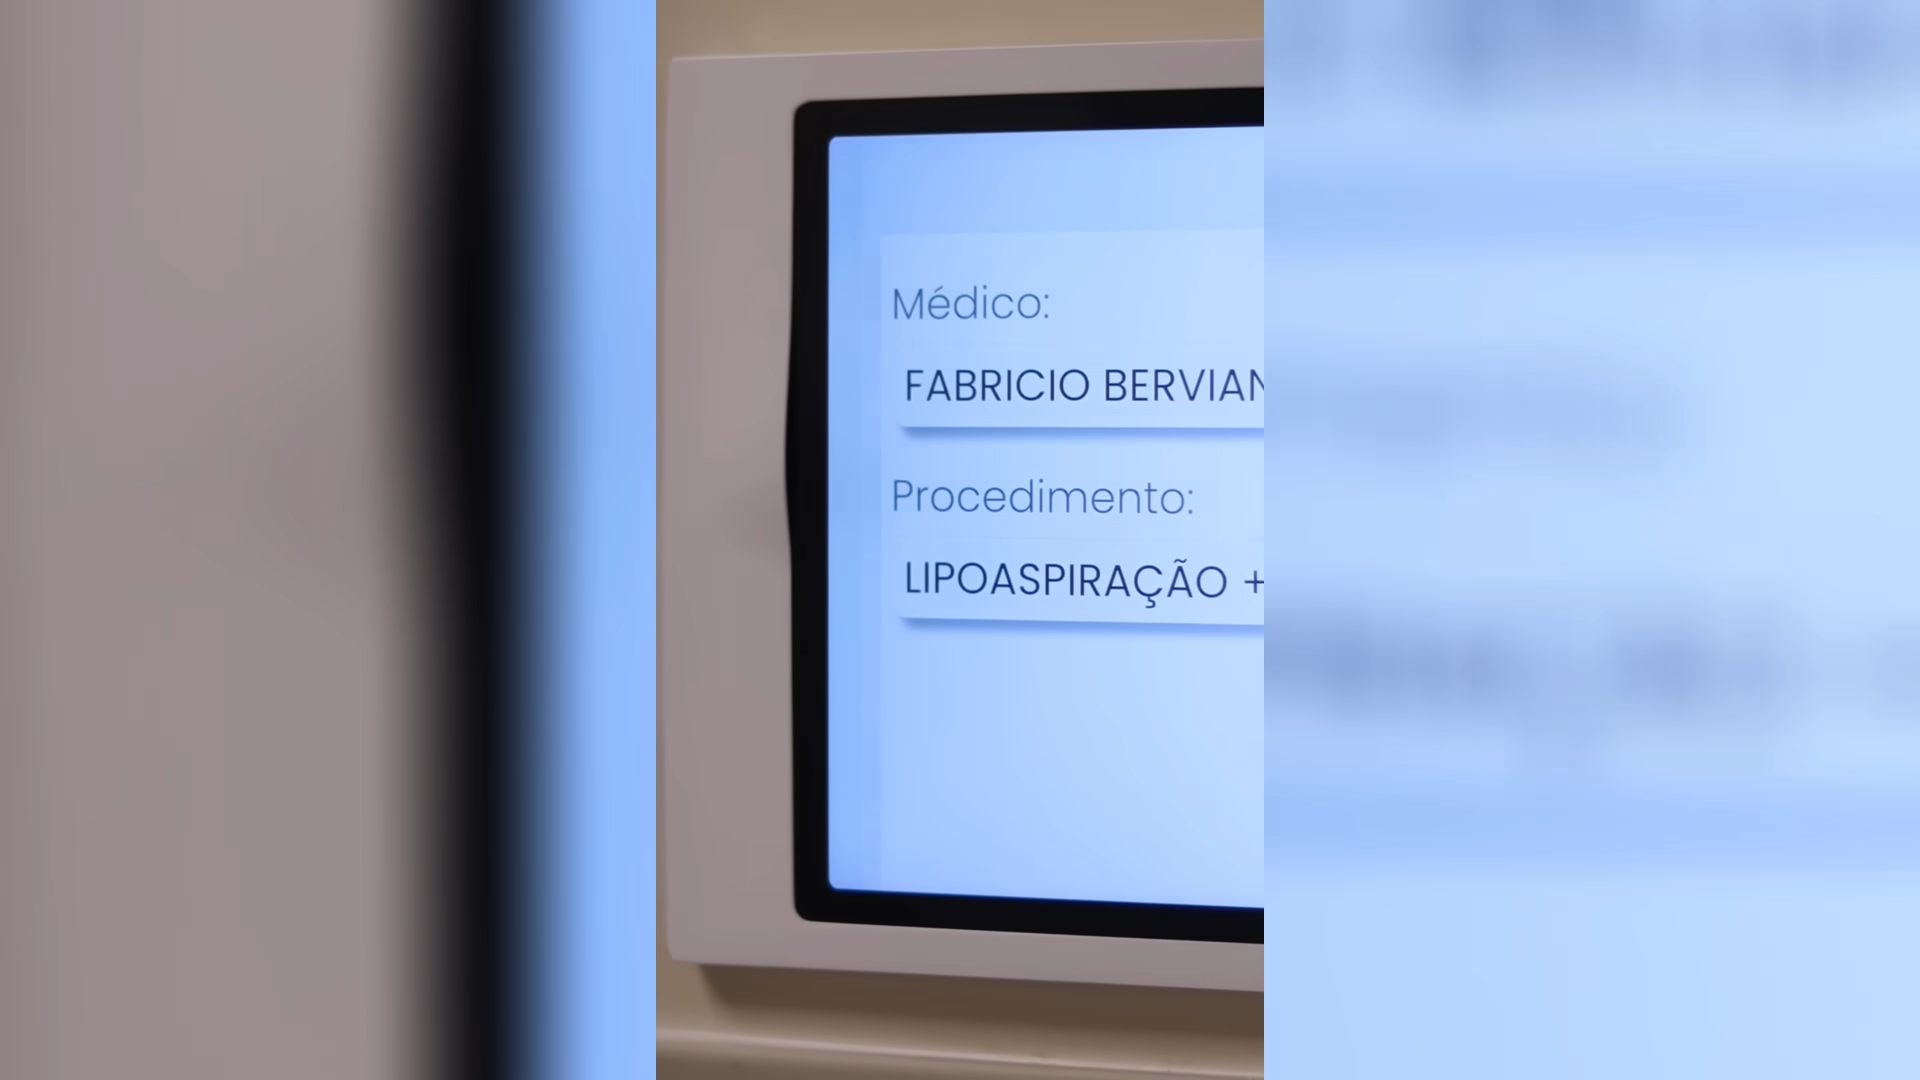 Médico:
FABRICIO BERVIAN
Procedimento:
LIPOASPIRAÇÃO +